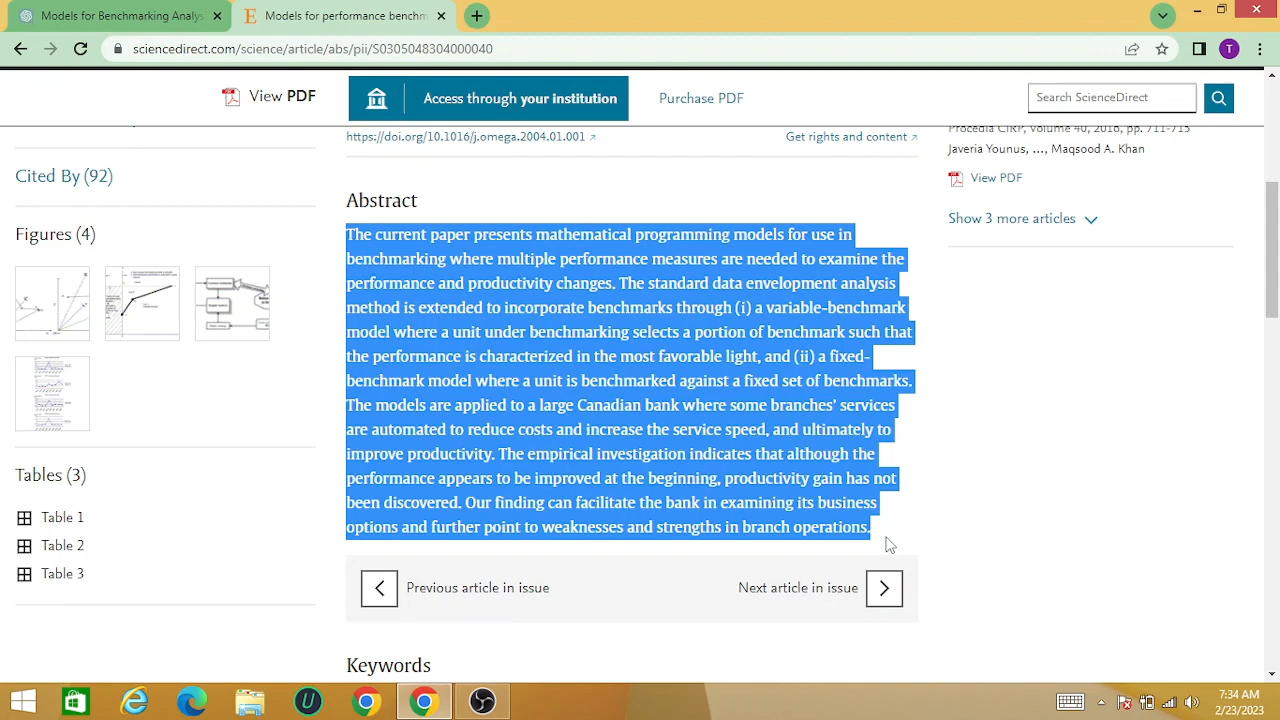 Models for Benchmarking Analys
Models for performance benchm
sciencedirect.com/science/article/abs/pii/S0305048304000040
T
View PDF
Access through your institution
Purchase PDF
Search ScienceDirect
https://doi.org/10.1016/j.omega.2004.01.001
Get rights and content
Procedia CIRP, Volume 40, 2016, pp. 711-715
Javeria Younus, …, Maqsood A. Khan
Cited By (92)
View PDF
Show 3 more articles
Figures (4)
Abstract
The current paper presents mathematical programming models for use in
benchmarking where multiple performance measures are needed to examine the
performance and productivity changes. The standard data envelopment analysis
method is extended to incorporate benchmarks through (i) a variable-benchmark
model where a unit under benchmarking selects a portion of benchmark such that
the performance is characterized in the most favorable light, and (ii) a fixed-
benchmark model where a unit is benchmarked against a fixed set of benchmarks.
The models are applied to a large Canadian bank where some branches' services
are automated to reduce costs and increase the service speed, and ultimately to
improve productivity. The empirical investigation indicates that although the
performance appears to be improved at the beginning, productivity gain has not
been discovered. Our finding can facilitate the bank in examining its business
options and further point to weaknesses and strengths in branch operations.
Tables (3)
Table 1
Table 2
Table 3
Previous article in issue
Next article in issue
Keywords
7:34 AM
2/23/2023